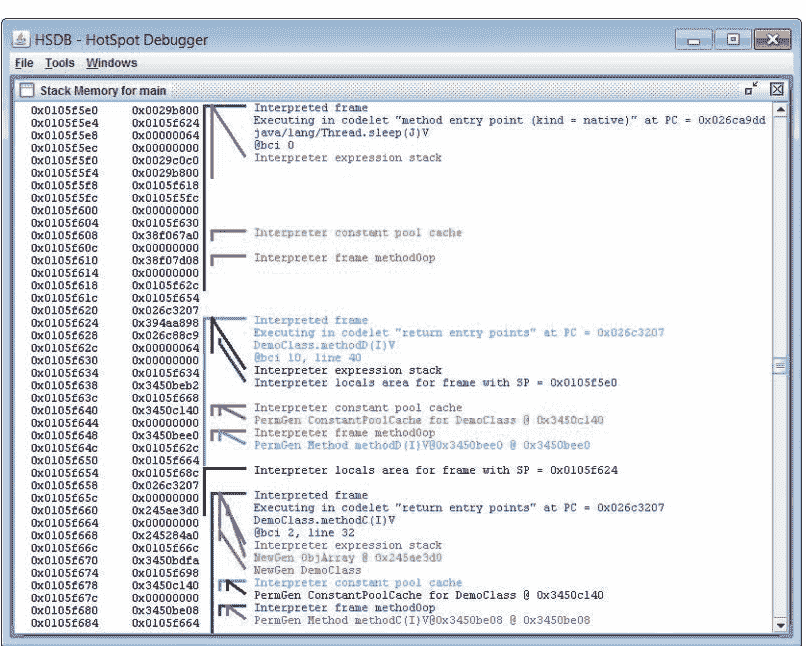 HSDB - HotSpot Debugger
File Tools Windows
Stack Memory for main
0x0105f5e0 0x0029b800 Interpreted frame
0x0105f5e4 0x0105f624 Executing in codelet "method entry point (kind = native)" at PC = 0x026ca9dd
0x0105f5e8 0x00000064 java/lang/Thread.sleep(J)V
0x0105f5ec 0x00000000 @bci 0
0x0105f5f0 0x0029c0c0 Interpreter expression stack
0x0105f5f4 0x0029b800
0x0105f5f8 0x0105f618
0x0105f5fc 0x0105f5fc
0x0105f600 0x00000000
0x0105f604 0x0105f630
0x0105f608 0x38f067a0 Interpreter constant pool cache
0x0105f60c 0x00000000
0x0105f610 0x38f07d08 Interpreter frame methodOop
0x0105f614 0x00000000
0x0105f618 0x0105f62c
0x0105f61c 0x0105f654
0x0105f620 0x026c3207
0x0105f624 0x394aa898 Interpreted frame
0x0105f628 0x026c88c9 Executing in codelet "return entry points" at PC = 0x026c3207
0x0105f62c 0x00000064 DemoClass.methodD(I)V
0x0105f630 0x00000000 @bci 10, line 40
0x0105f634 0x0105f634 Interpreter expression stack
0x0105f638 0x3450beb2 Interpreter locals area for frame with SP = 0x0105f5e0
0x0105f63c 0x0105f668
0x0105f640 0x3450c140 Interpreter constant pool cache
0x0105f644 0x00000000 PermGen ConstantPoolCache for DemoClass @ 0x3450c140
0x0105f648 0x3450bee0 Interpreter frame methodOop
0x0105f64c 0x0105f62c PermGen Method methodD(I)V@0x3450bee0 @ 0x3450bee0
0x0105f650 0x0105f664
0x0105f654 0x0105f68c Interpreter locals area for frame with SP = 0x0105f624
0x0105f658 0x026c3207
0x0105f65c 0x00000000 Interpreted frame
0x0105f660 0x245ae3d0 Executing in codelet "return entry points" at PC = 0x026c3207
0x0105f664 0x00000000 DemoClass.methodC(I)V
0x0105f668 0x245284a0 @bci 2, line 32
0x0105f66c 0x0105f66c Interpreter expression stack
0x0105f670 0x3450bdfa NewGen ObjArray @ 0x245ae3d0
0x0105f674 0x0105f698 NewGen DemoClass
0x0105f678 0x3450c140 Interpreter constant pool cache
0x0105f67c 0x00000000 PermGen ConstantPoolCache for DemoClass @ 0x3450c140
0x0105f680 0x3450be08 Interpreter frame methodOop
0x0105f684 0x0105f664 PermGen Method methodC(I)V@0x3450be08 @ 0x3450be08